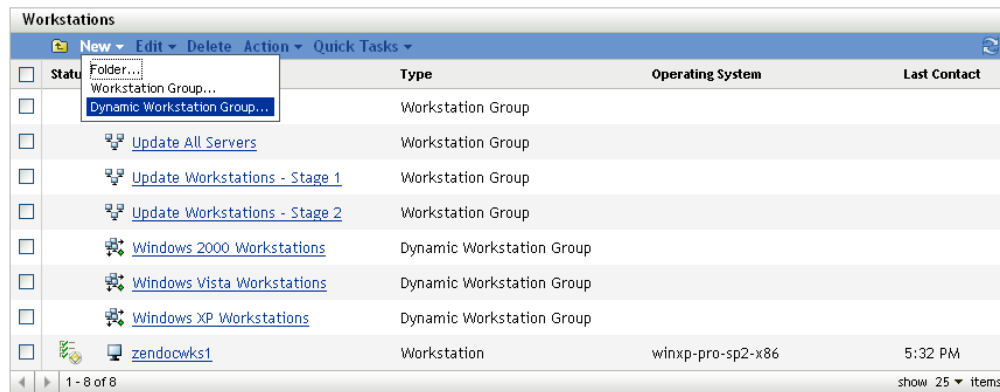 Workstations
New Edit Delete Action Quick Tasks
Statu Type Operating System Last Contact
Folder...
Workstation Group...
Dynamic Workstation Group...
Workstation Group
Update All Servers Workstation Group
Update Workstations - Stage 1 Workstation Group
Update Workstations - Stage 2 Workstation Group
Windows 2000 Workstations Dynamic Workstation Group
Windows Vista Workstations Dynamic Workstation Group
Windows XP Workstations Dynamic Workstation Group
zendocwks1 Workstation winxp-pro-sp2-x86 5:32 PM
1 - 8 of 8 show 25 items